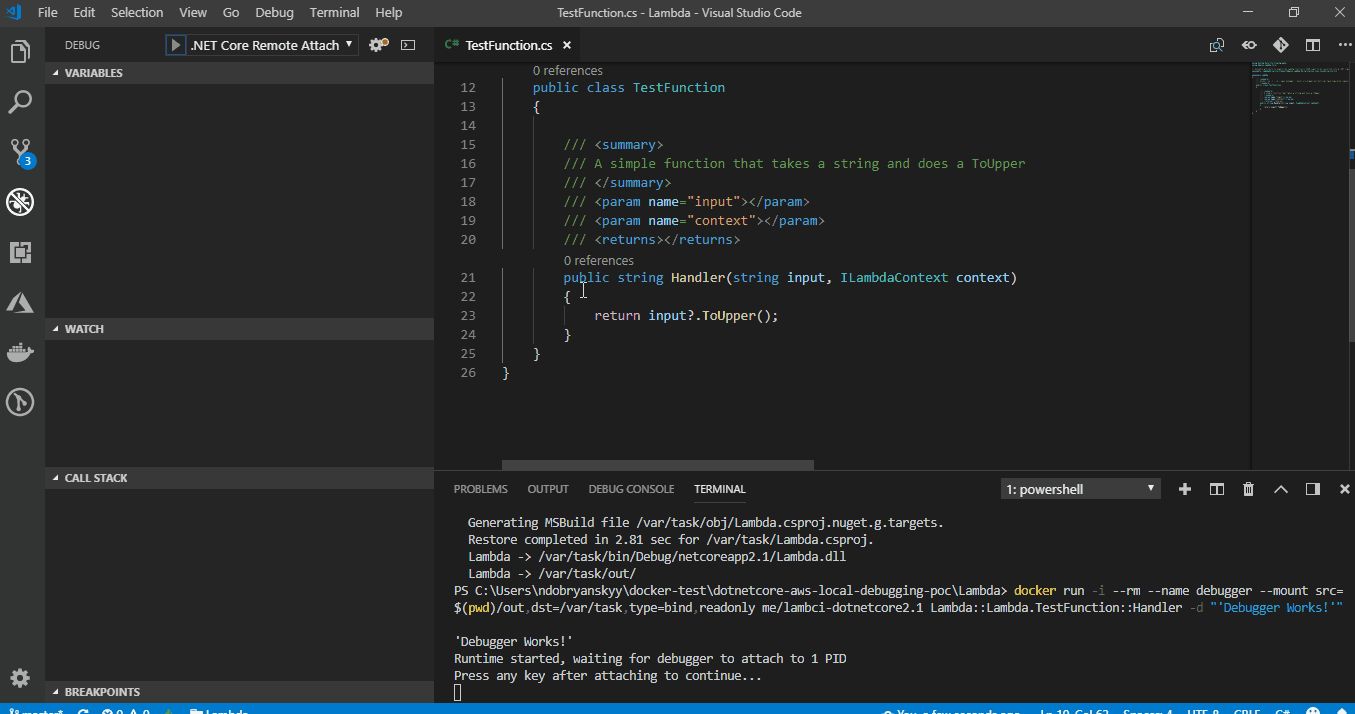 File Edit Selection View Go Debug Terminal Help TestFunction.cs - Lambda - Visual Studio Code
DEBUG .NET Core Remote Attach
C# TestFunction.cs
VARIABLES
0 references
12 public class TestFunction
13 {
14
15 /// <summary>
16 /// A simple function that takes a string and does a ToUpper
17 /// </summary>
18 /// <param name="input"></param>
19 /// <param name="context"></param>
20 /// <returns></returns>
0 references
21 public string Handler(string input, ILambdaContext context)
22 {
23 return input?.ToUpper();
24 }
25 }
26 }
3
WATCH
CALL STACK
BREAKPOINTS
PROBLEMS OUTPUT DEBUG CONSOLE TERMINAL 1: powershell
Generating MSBuild file /var/task/obj/Lambda.csproj.nuget.g.targets.
Restore completed in 2.81 sec for /var/task/Lambda.csproj.
Lambda -> /var/task/bin/Debug/netcoreapp2.1/Lambda.dll
Lambda -> /var/task/out/
PS C:\Users\ndobryanskyy\docker-test\dotnetcore-aws-local-debugging-poc\Lambda> docker run -i --rm --name debugger --mount src=
$(pwd)/out,dst=/var/task,type=bind,readonly me/lambci-dotnetcore2.1 Lambda::Lambda.TestFunction::Handler -d "'Debugger Works!'"
'Debugger Works!'
Runtime started, waiting for debugger to attach to 1 PID
Press any key after attaching to continue...
master* 0 0 Lambda You, a few seconds ago Ln 19, Col 63 Spaces: 4 UTF-8 CRLF C#